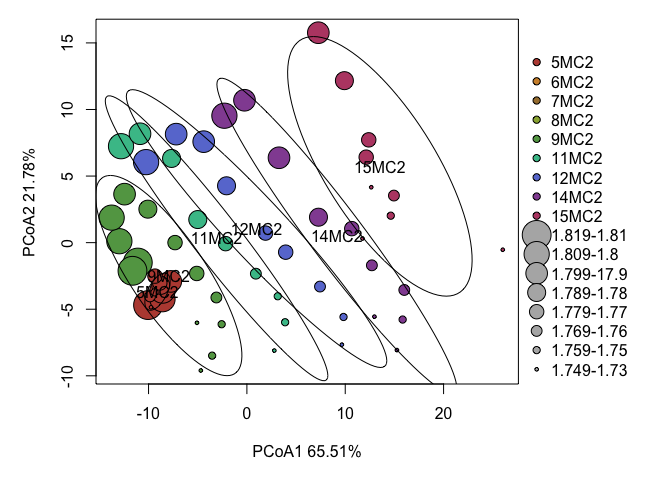 15
10
5
0
-5
-10
PCoA2 21.78%
-10
0
10
20
PCoA1 65.51%
15MC2
12MC2
11MC2
14MC2
9MC2
5MC2
5MC2
6MC2
7MC2
8MC2
9MC2
11MC2
12MC2
14MC2
15MC2
1.819-1.81
1.809-1.8
1.799-17.9
1.789-1.78
1.779-1.77
1.769-1.76
1.759-1.75
1.749-1.73